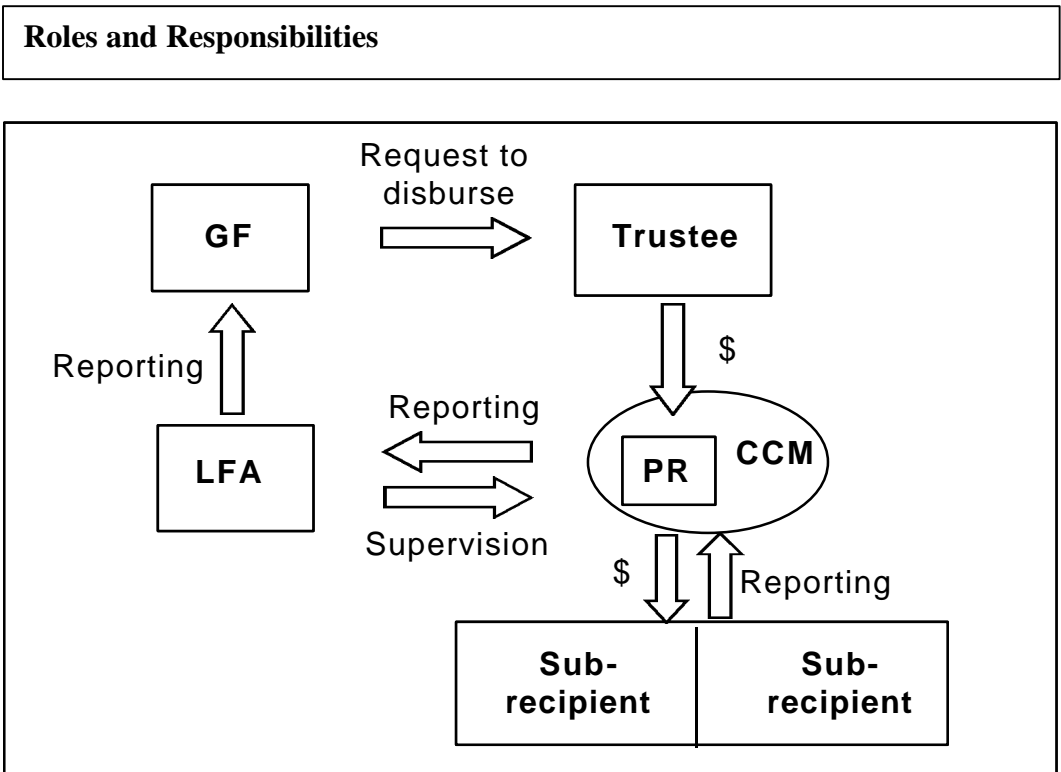 Roles and Responsibilities
Request to
disburse
GF
Trustee
$
Reporting
Reporting
LFA
PR
CCM
Supervision
$
Reporting
Sub-
recipient
Sub-
recipient